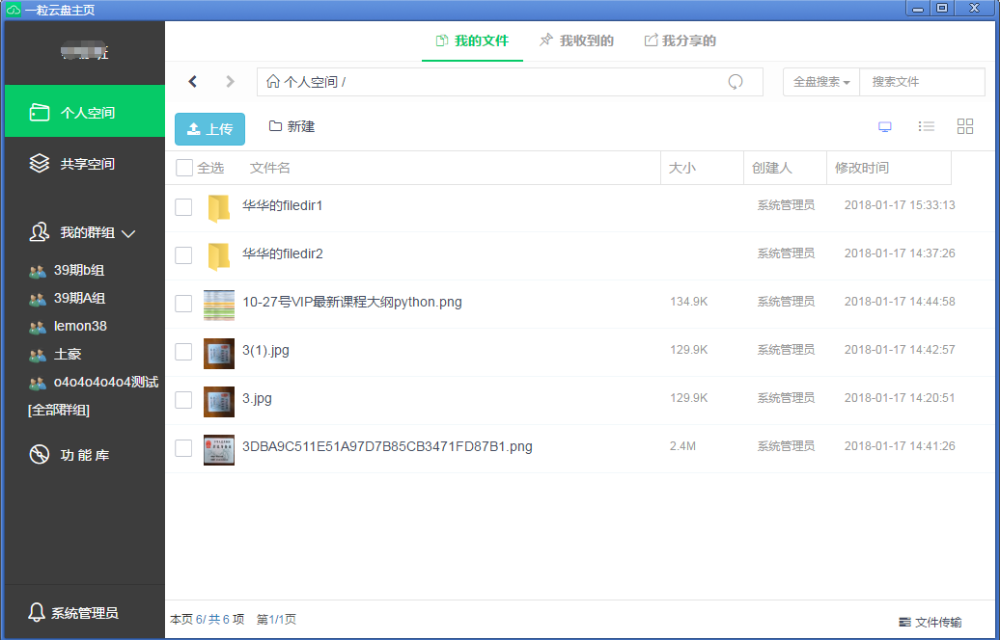 一粒云盘主页
班
我的文件 我收到的 我分享的
个人空间 /
全盘搜索 搜索文件
个人空间
上传 新建
共享空间
全选 文件名 大小 创建人 修改时间
华华的filedir1 系统管理员 2018-01-17 15:33:13
我的群组
华华的filedir2 系统管理员 2018-01-17 14:37:26
39期b组
39期A组
10-27号VIP最新课程大纲python.png 134.9K 系统管理员 2018-01-17 14:44:58
lemon38
土豪
3(1).jpg 129.9K 系统管理员 2018-01-17 14:42:57
o4o4o4o4o4测试
[全部群组]
3.jpg 129.9K 系统管理员 2018-01-17 14:20:51
功 能 库
3DBA9C511E51A97D7B85CB3471FD87B1.png 2.4M 系统管理员 2018-01-17 14:41:26
系统管理员
本页 6/ 共 6 项 第1/1页
文件传输